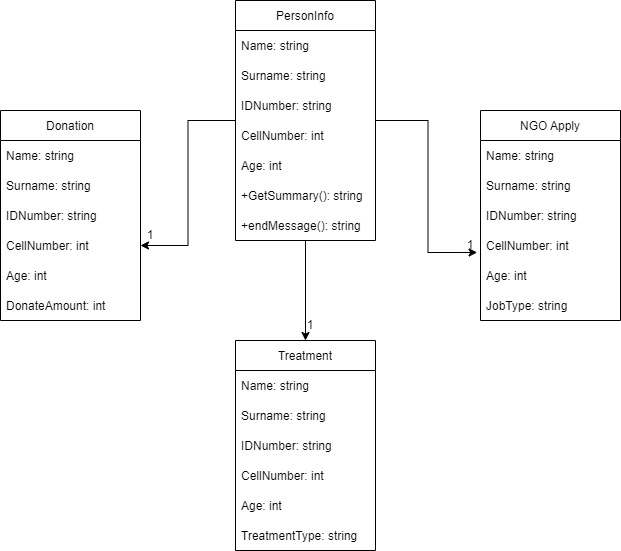 PersonInfo
Name: string
Surname: string
IDNumber: string
CellNumber: int
Age: int
+GetSummary(): string
+endMessage(): string
Donation
Name: string
Surname: string
IDNumber: string
CellNumber: int
Age: int
DonateAmount: int
1
NGO Apply
Name: string
Surname: string
IDNumber: string
CellNumber: int
Age: int
JobType: string
1
1
Treatment
Name: string
Surname: string
IDNumber: string
CellNumber: int
Age: int
TreatmentType: string